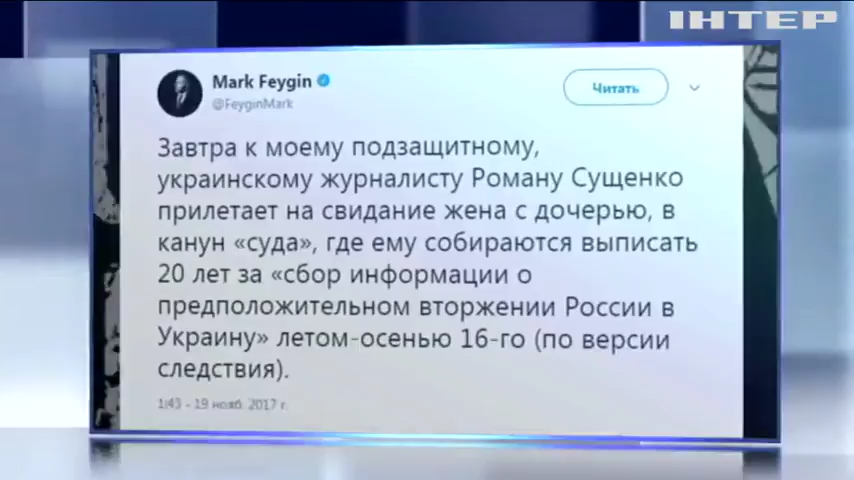 ІНТЕР
Mark Feygin
@FeyginMark
Читать
Завтра к моему подзащитному,
украинскому журналисту Роману Сущенко
прилетает на свидание жена с дочерью, в
канун «суда», где ему собираются выписать
20 лет за «сбор информации о
предположительном вторжении России в
Украину» летом-осенью 16-го (по версии
следствия).
1:43 - 19 нояб. 2017 г.